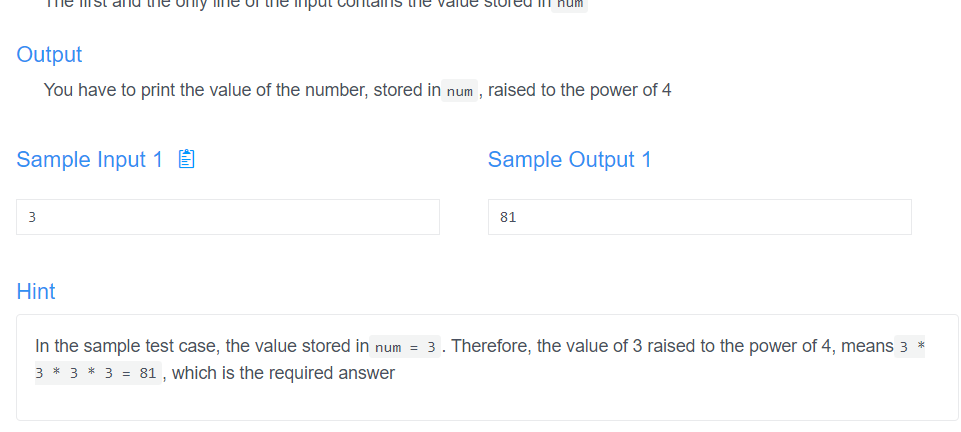 The first and the only line of the input contains the value stored in num
Output
You have to print the value of the number, stored in num , raised to the power of 4
Sample Input 1
Sample Output 1
3
81
Hint
In the sample test case, the value stored in num = 3 . Therefore, the value of 3 raised to the power of 4, means 3 *
3 * 3 * 3 = 81 , which is the required answer